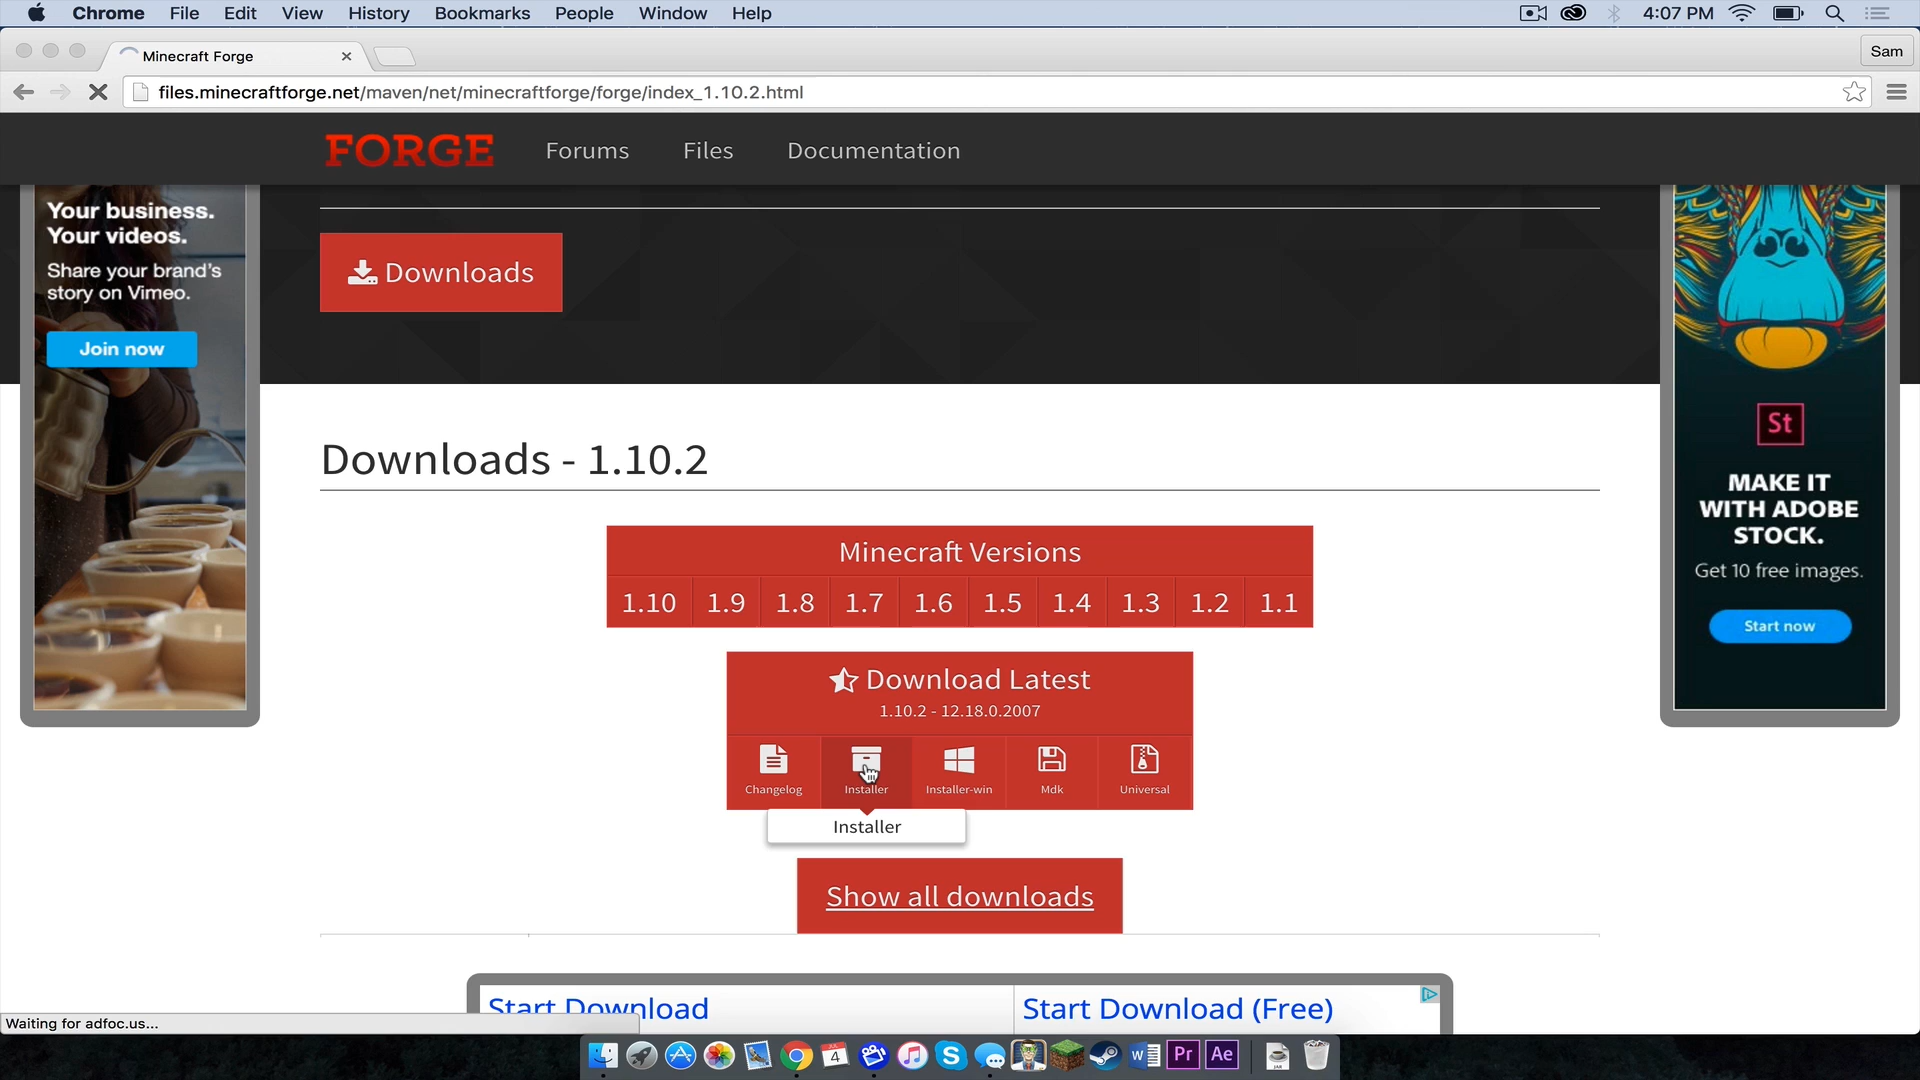 Chrome File Edit View History Bookmarks People Window Help 4:07 PM
Minecraft Forge Sam
files.minecraftforge.net/maven/net/minecraftforge/forge/index_1.10.2.html
FORGE Forums Files Documentation
Your business.
Your videos.
Share your brand's
story on Vimeo.
Join now
Downloads
Downloads - 1.10.2
Minecraft Versions
1.10 1.9 1.8 1.7 1.6 1.5 1.4 1.3 1.2 1.1
Download Latest
1.10.2 - 12.18.0.2007
Changelog Installer Installer-win Mdk Universal
Installer
Show all downloads
St
MAKE IT
WITH ADOBE
STOCK.
Get 10 free images.
Start now
Start Download Start Download (Free)
Waiting for adfoc.us...
4 W Pr Ae